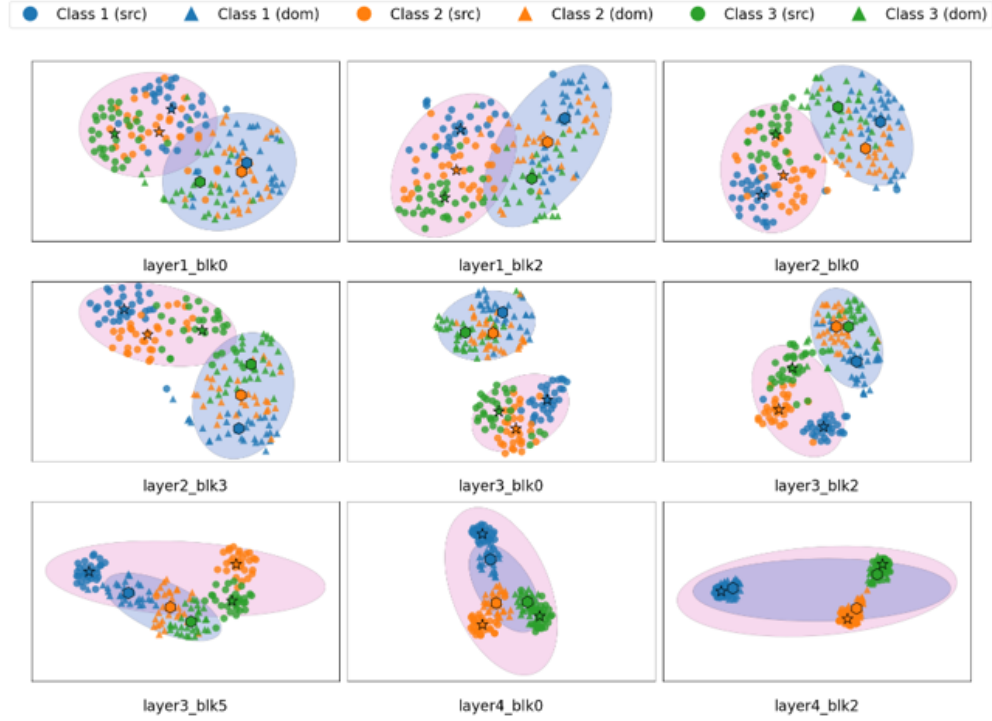 Class 1 (src) Class 1 (dom) Class 2 (src) Class 2 (dom) Class 3 (src) Class 3 (dom)
layer1_blk0 layer1_blk2 layer2_blk0
layer2_blk3 layer3_blk0 layer3_blk2
layer3_blk5 layer4_blk0 layer4_blk2